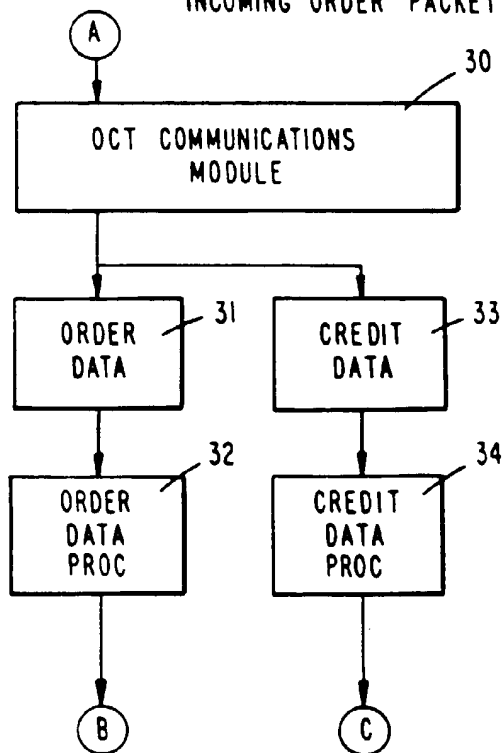 INCOMING ORDER PACKET
A
30
OCT COMMUNICATIONS
MODULE
31
ORDER
DATA
33
CREDIT
DATA
32
ORDER
DATA
PROC
34
CREDIT
DATA
PROC
B
C